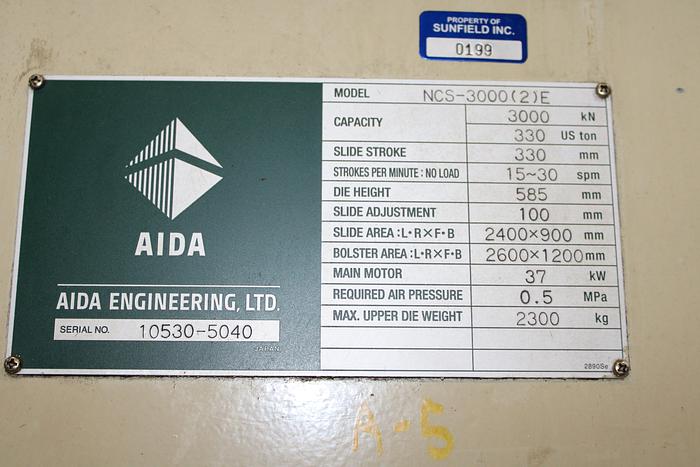 PROPERTY OF
SUNFIELD INC.
0199
MODEL NCS-3000(2)E
CAPACITY 3000 kN
330 US ton
SLIDE STROKE 330 mm
STROKES PER MINUTE : NO LOAD 15~30 spm
DIE HEIGHT 585 mm
SLIDE ADJUSTMENT 100 mm
SLIDE AREA : L·R×F·B 2400×900 mm
BOLSTER AREA : L·R×F·B 2600×1200 mm
MAIN MOTOR 37 kW
REQUIRED AIR PRESSURE 0.5 MPa
MAX. UPPER DIE WEIGHT 2300 kg
2890Se
AIDA
AIDA ENGINEERING, LTD.
SERIAL NO. 10530-5040
JAPAN
A-5